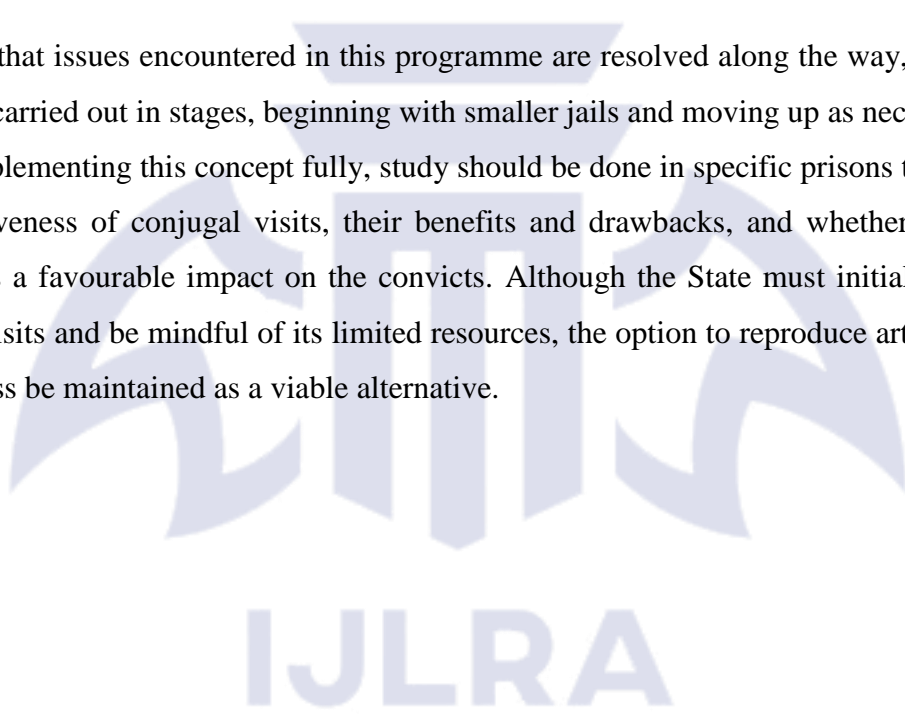 that issues encountered in this programme are resolved along the way,
carried out in stages, beginning with smaller jails and moving up as nec
plementing this concept fully, study should be done in specific prisons t
veness of conjugal visits, their benefits and drawbacks, and whether
s a favourable impact on the convicts. Although the State must initial
isits and be mindful of its limited resources, the option to reproduce art
ss be maintained as a viable alternative.
IJLRA